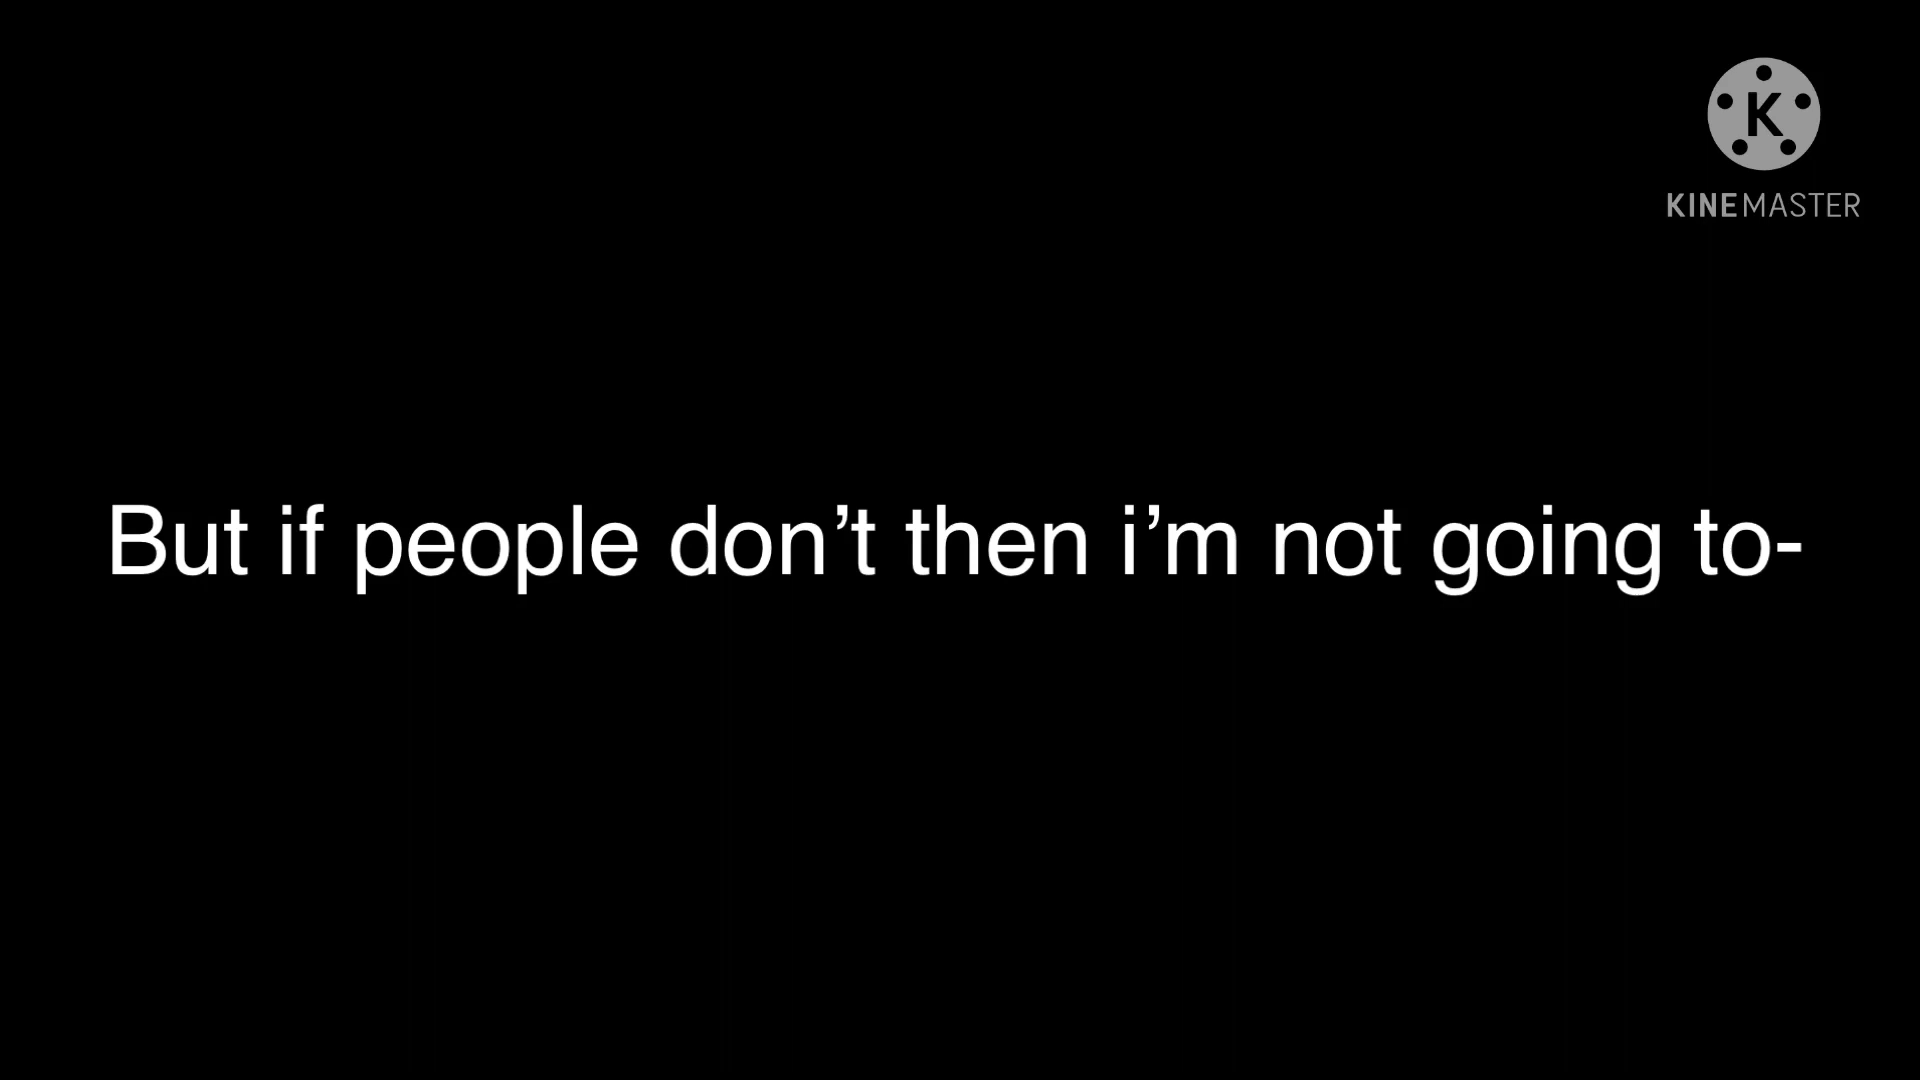 K
KINEMASTER
But if people don’t then i’m not going to-